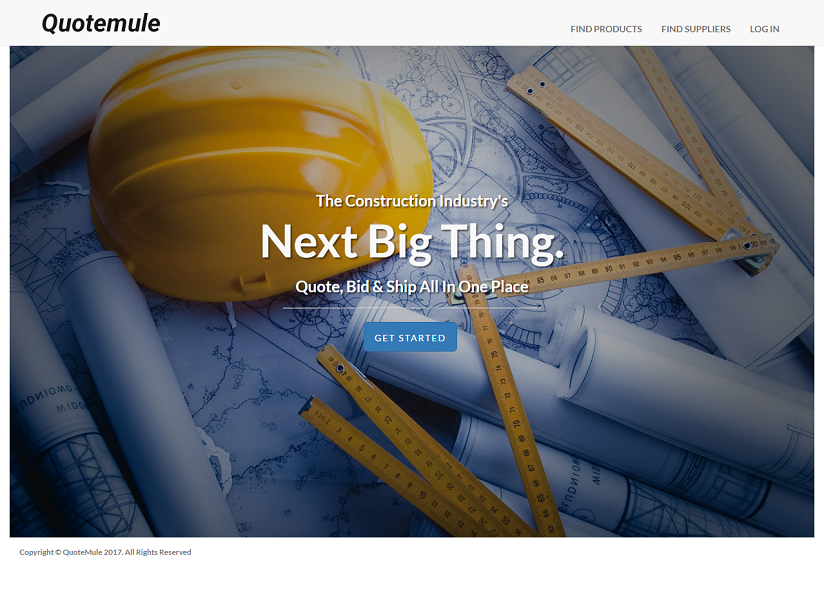 Quotemule
FIND PRODUCTS FIND SUPPLIERS LOG IN
The Construction Industry's
Next Big Thing.
Quote, Bid & Ship All In One Place
GET STARTED
Copyright © QuoteMule 2017. All Rights Reserved